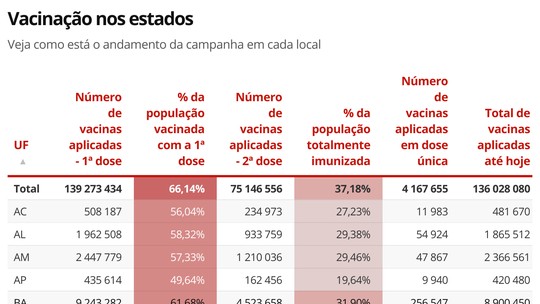 Vacinação nos estados
Veja como está o andamento da campanha em cada local
UF
Número
de
vacinas
aplicadas
- 1ª dose
% da
população
vacinada
com a 1ª
dose
Número
de
vacinas
aplicadas
- 2ª dose
% da
população
totalmente
imunizada
Número
de
vacinas
aplicadas
em dose
única
Total de
vacinas
aplicadas
até hoje
Total 139 273 434 66,14% 75 146 556 37,18% 4 167 655 136 028 080
AC 508 187 56,04% 234 973 27,23% 11 983 481 670
AL 1 962 508 58,32% 933 759 29,38% 54 924 1 865 512
AM 2 447 779 57,33% 1 210 036 29,46% 47 867 2 366 561
AP 435 614 49,64% 162 456 19,64% 9 940 420 480
BA 9 243 282 61,68% 4 523 658 31,90% 256 547 8 900 450